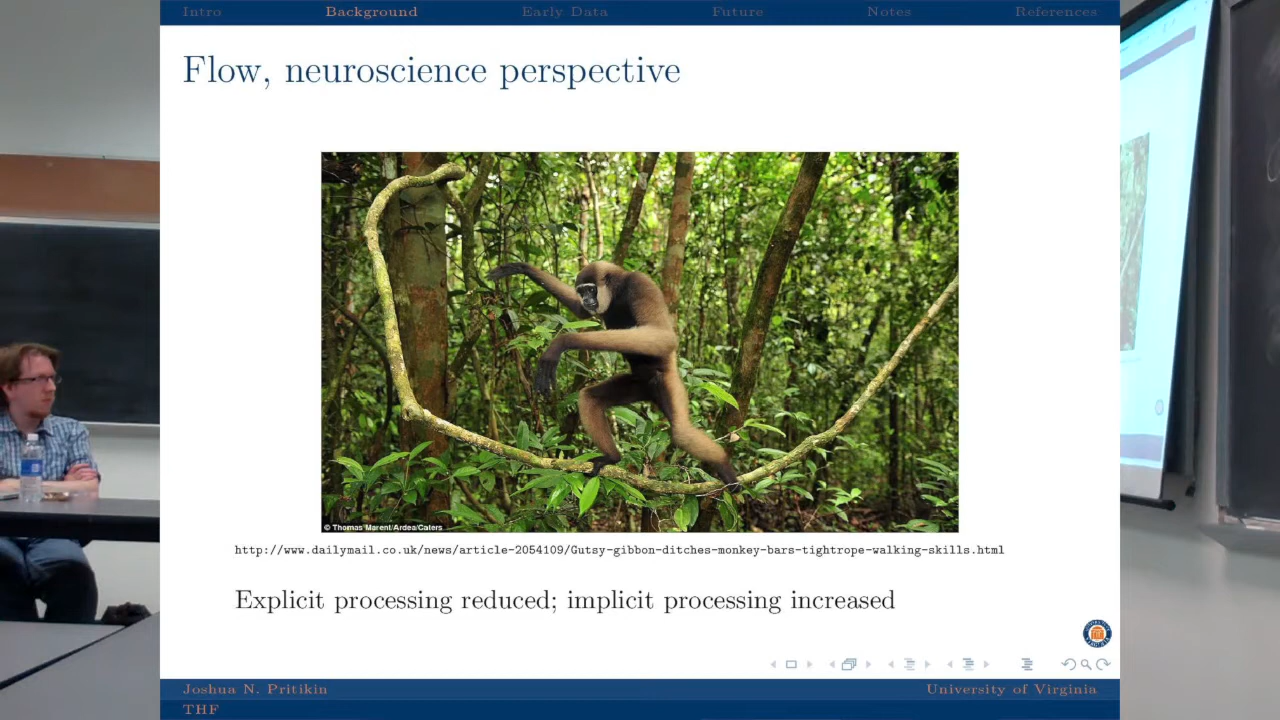 Intro Background Early Data Future Notes References
Flow, neuroscience perspective
© Thomas Marent/Ardea/Caters
http://www.dailymail.co.uk/news/article-2054109/Gutsy-gibbon-ditches-monkey-bars-tightrope-walking-skills.html
Explicit processing reduced; implicit processing increased
Joshua N. Pritikin University of Virginia
THF